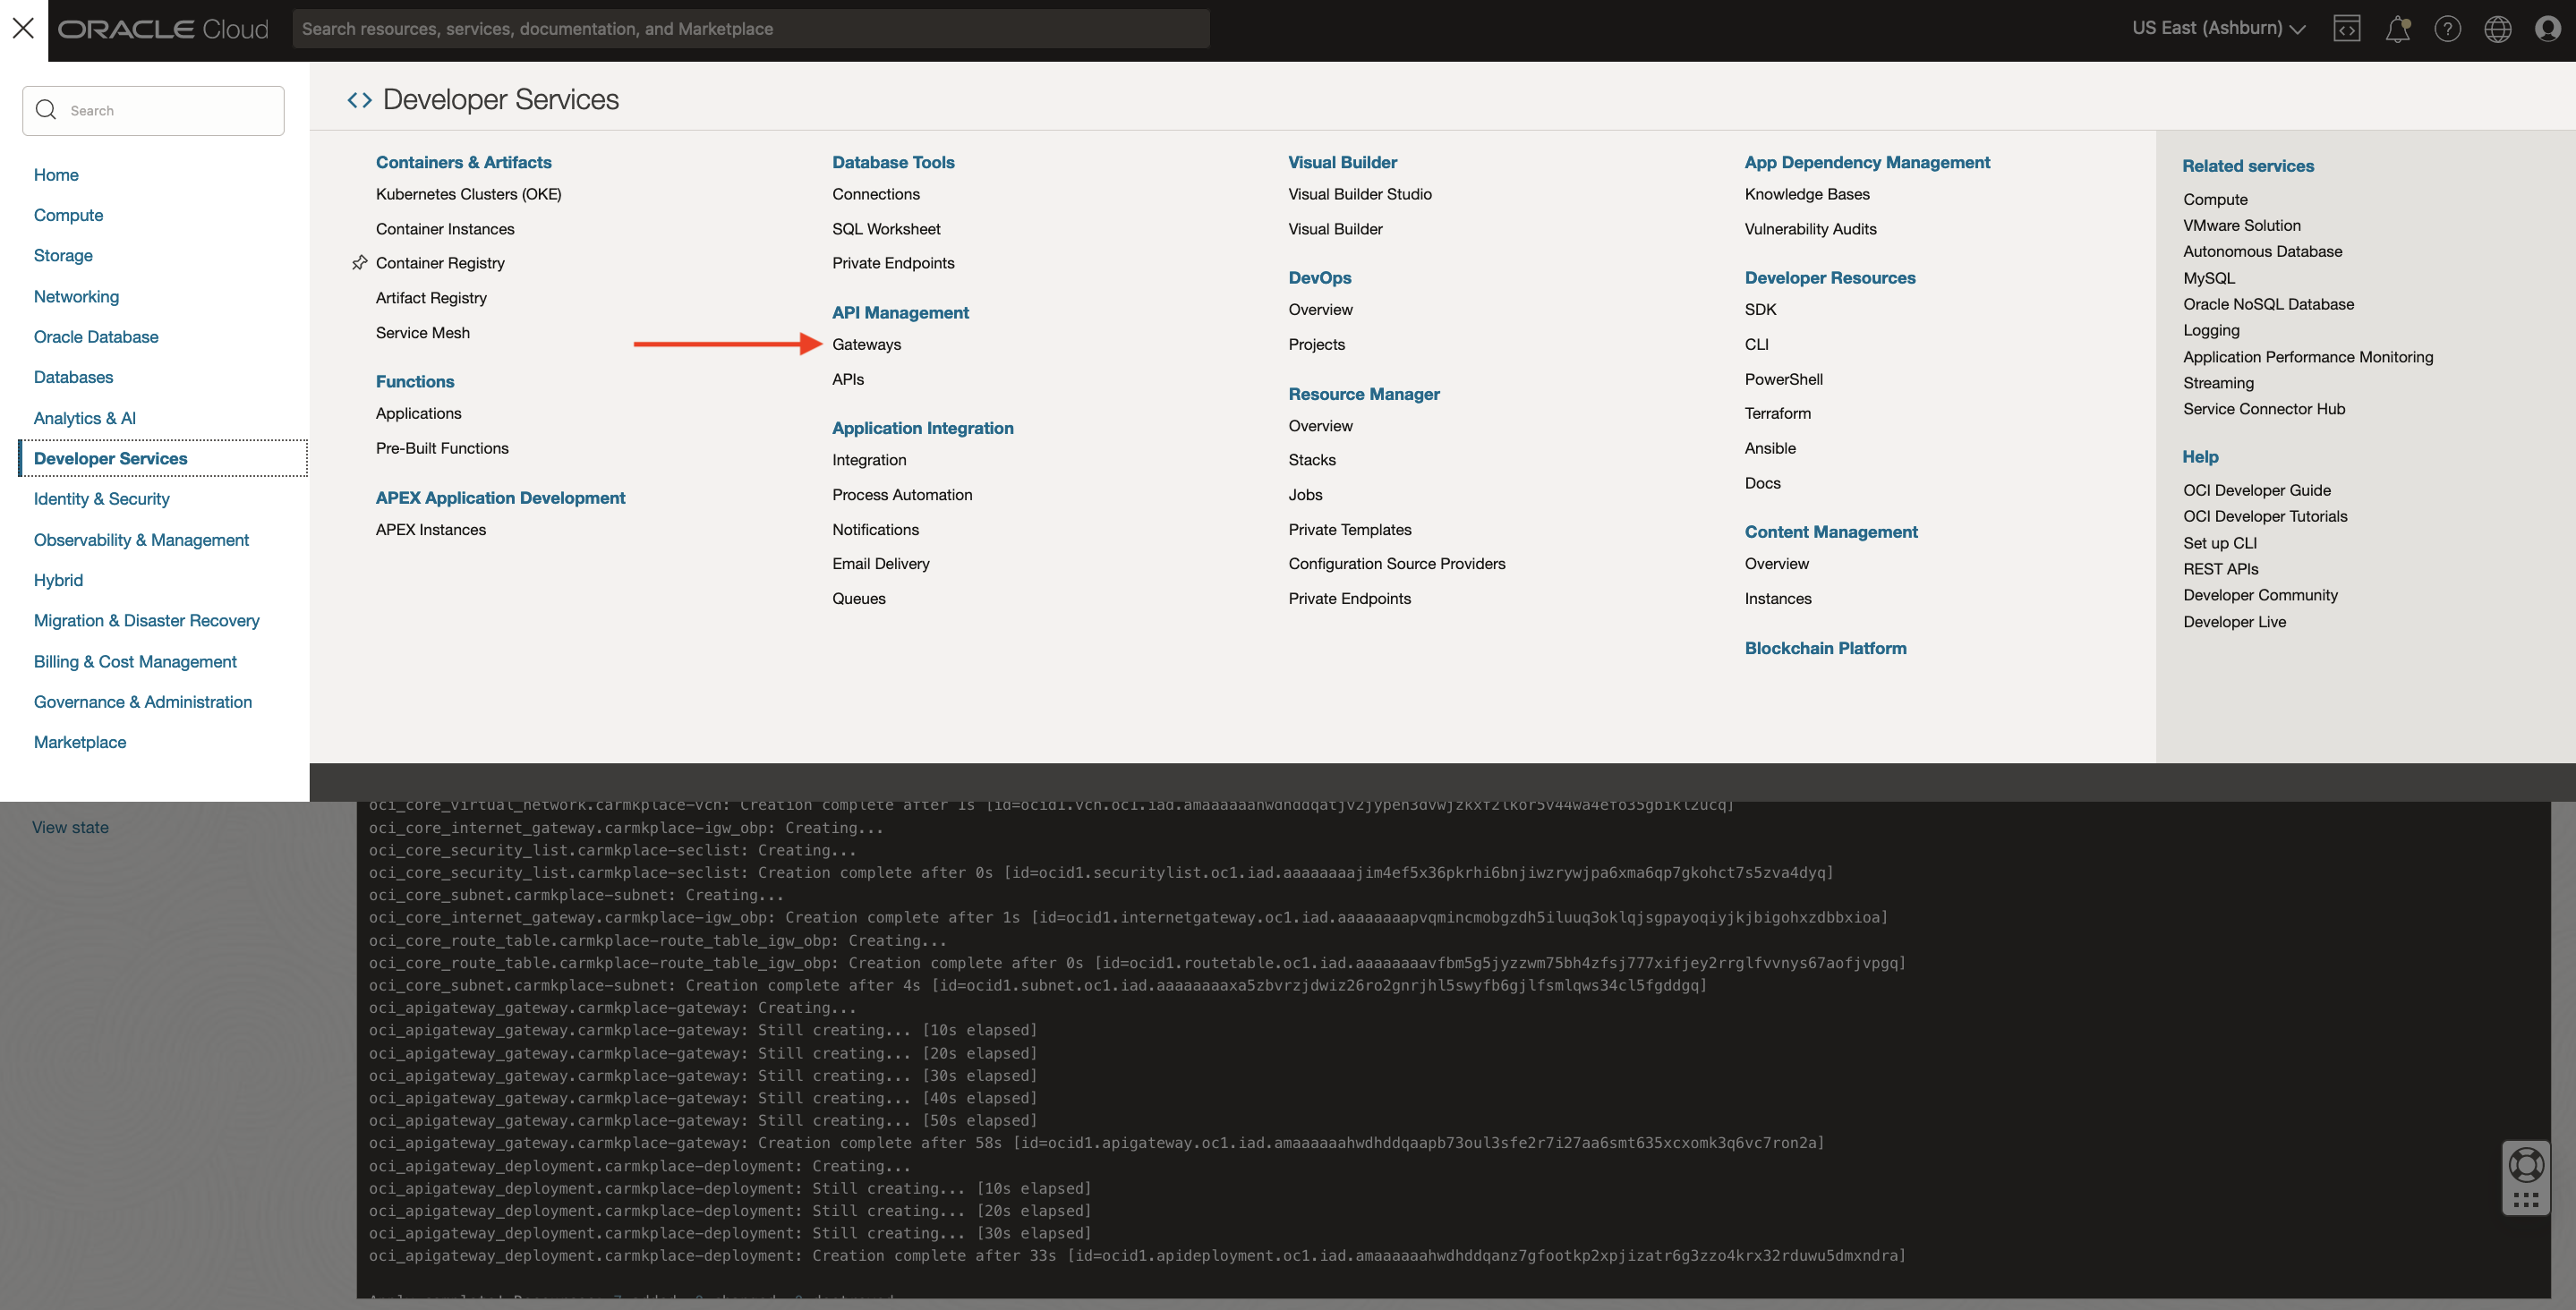 ORACLE Cloud
Search resources, services, documentation, and Marketplace
US East (Ashburn)
Search
Home
Compute
Storage
Networking
Oracle Database
Databases
Analytics & AI
Developer Services
Identity & Security
Observability & Management
Hybrid
Migration & Disaster Recovery
Billing & Cost Management
Governance & Administration
Marketplace
Developer Services
Containers & Artifacts
Kubernetes Clusters (OKE)
Container Instances
Container Registry
Artifact Registry
Service Mesh
Functions
Applications
Pre-Built Functions
APEX Application Development
APEX Instances
Database Tools
Connections
SQL Worksheet
Private Endpoints
API Management
Gateways
APIs
Application Integration
Integration
Process Automation
Notifications
Email Delivery
Queues
Visual Builder
Visual Builder Studio
Visual Builder
DevOps
Overview
Projects
Resource Manager
Overview
Stacks
Jobs
Private Templates
Configuration Source Providers
Private Endpoints
App Dependency Management
Knowledge Bases
Vulnerability Audits
Developer Resources
SDK
CLI
PowerShell
Terraform
Ansible
Docs
Content Management
Overview
Instances
Blockchain Platform
Related services
Compute
VMware Solution
Autonomous Database
MySQL
Oracle NoSQL Database
Logging
Application Performance Monitoring
Streaming
Service Connector Hub
Help
OCI Developer Guide
OCI Developer Tutorials
Set up CLI
REST APIs
Developer Community
Developer Live
View state
oci_core_virtual_network.carmkplace-vcn: Creation complete after 1s
oci_core_internet_gateway.carmkplace-igw_obp: Creating...
oci_core_security_list.carmkplace-seclist: Creating...
oci_core_security_list.carmkplace-seclist: Creation complete after 0s [id=ocid1.securitylist.oc1.iad.aaaaaaaajim4ef5x36pkrhi6bnjiwzrywjpa6xma6qp7gkohct7s5zva4dyq]
oci_core_subnet.carmkplace-subnet: Creating...
oci_core_internet_gateway.carmkplace-igw_obp: Creation complete after 1s [id=ocid1.internetgateway.oc1.iad.aaaaaaaapvqmincmobgzdh5iluuq3oklqjsgpayoqiyjkjbigohxzdbbxioa]
oci_core_route_table.carmkplace-route_table_igw_obp: Creating...
oci_core_route_table.carmkplace-route_table_igw_obp: Creation complete after 0s [id=ocid1.routetable.oc1.iad.aaaaaaaavfbm5g5jyzzwm75bh4zfsj777xifjey2rrglfvvnys67aofjvpgq]
oci_core_subnet.carmkplace-subnet: Creation complete after 4s [id=ocid1.subnet.oc1.iad.aaaaaaaaxa5zbvrzjdwiz26ro2gnrjhl5swyfb6gjlfsmlqws34cl5fgddgq]
oci_apigateway_gateway.carmkplace-gateway: Creating...
oci_apigateway_gateway.carmkplace-gateway: Still creating... [10s elapsed]
oci_apigateway_gateway.carmkplace-gateway: Still creating... [20s elapsed]
oci_apigateway_gateway.carmkplace-gateway: Still creating... [30s elapsed]
oci_apigateway_gateway.carmkplace-gateway: Still creating... [40s elapsed]
oci_apigateway_gateway.carmkplace-gateway: Still creating... [50s elapsed]
oci_apigateway_gateway.carmkplace-gateway: Creation complete after 58s [id=ocid1.apigateway.oc1.iad.amaaaaaahwdhddqaapb73oul3sfe2r7i27aa6smt635xcxomk3q6vc7ron2a]
oci_apigateway_deployment.carmkplace-deployment: Creating...
oci_apigateway_deployment.carmkplace-deployment: Still creating... [10s elapsed]
oci_apigateway_deployment.carmkplace-deployment: Still creating... [20s elapsed]
oci_apigateway_deployment.carmkplace-deployment: Still creating... [30s elapsed]
oci_apigateway_deployment.carmkplace-deployment: Creation complete after 33s [id=ocid1.apideployment.oc1.iad.amaaaaaahwdhddqanz7gfootkp2xpjizatr6g3zzo4krx32rduwu5dmxndra]